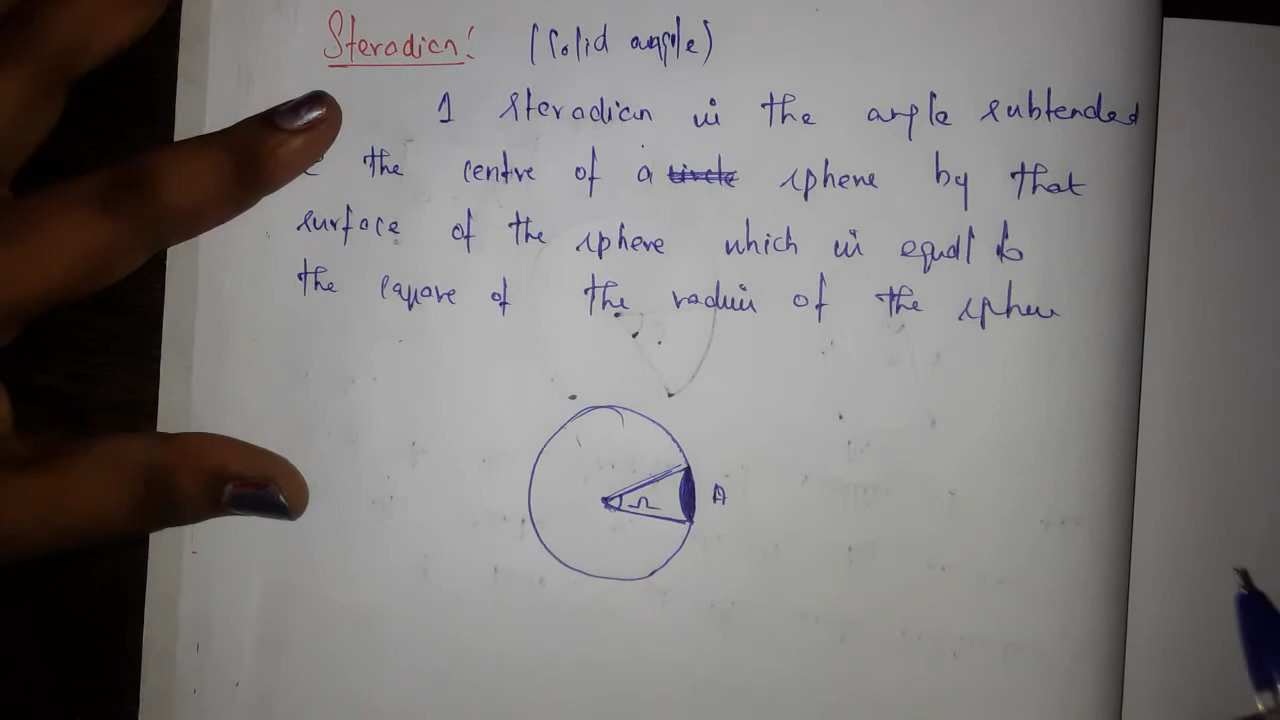 Steradian! (Solid angle)
1 steradian is the angle subtended
the centre of a circle sphere by that
surface of the sphere which is equal to
the square of the radius of the sphere
Ω A